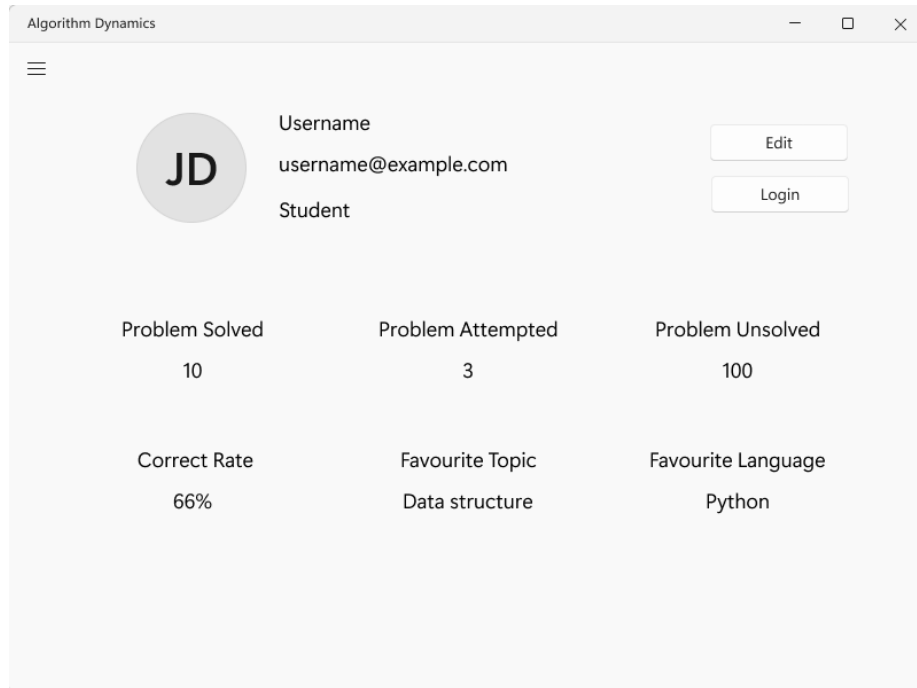 Algorithm Dynamics
JD
Username
username@example.com
Student
Edit
Login
Problem Solved
Problem Attempted
Problem Unsolved
10
3
100
Correct Rate
Favourite Topic
Favourite Language
66%
Data structure
Python